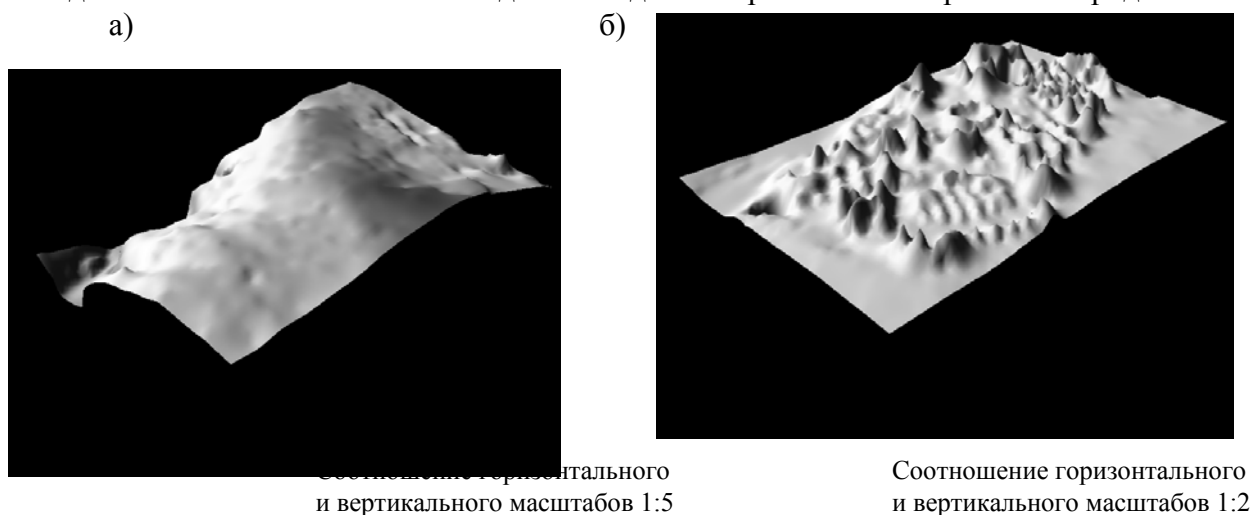 а)
б)
Соотношение горизонтального
и вертикального масштабов 1:5
Соотношение горизонтального
и вертикального масштабов 1:2